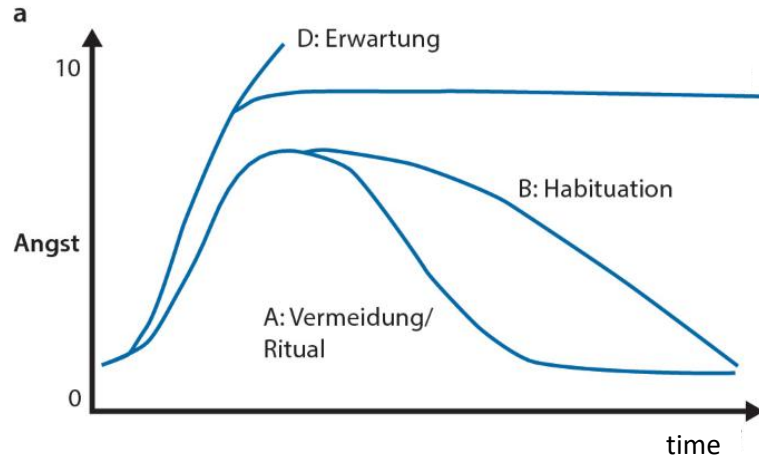 a
D: Erwartung
10
B: Habituation
Angst
A: Vermeidung/
Ritual
0
time